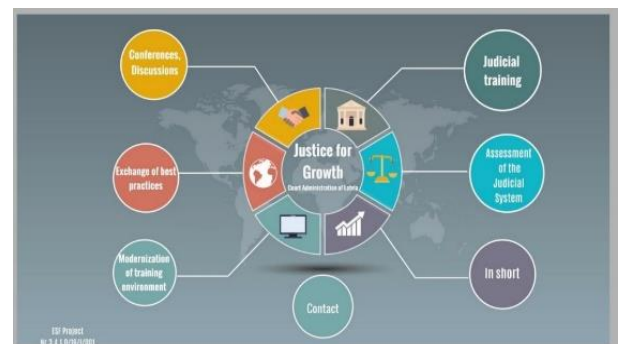 Conferences,
Discussions
Judicial
training
Justice for
Growth
Court Administration of Latvia
Exchange of best
practices
Assessment
of the
Judicial
System
Modernization
of training
environment
In short
Contact
ESF Project